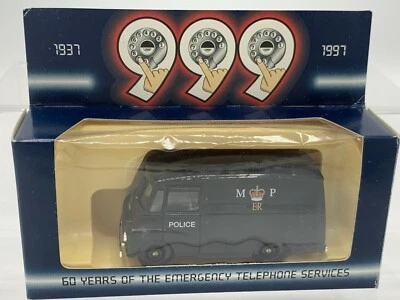 1937 999 1997
M P
ER
POLICE
60 YEARS OF THE EMERGENCY TELEPHONE SERVICES